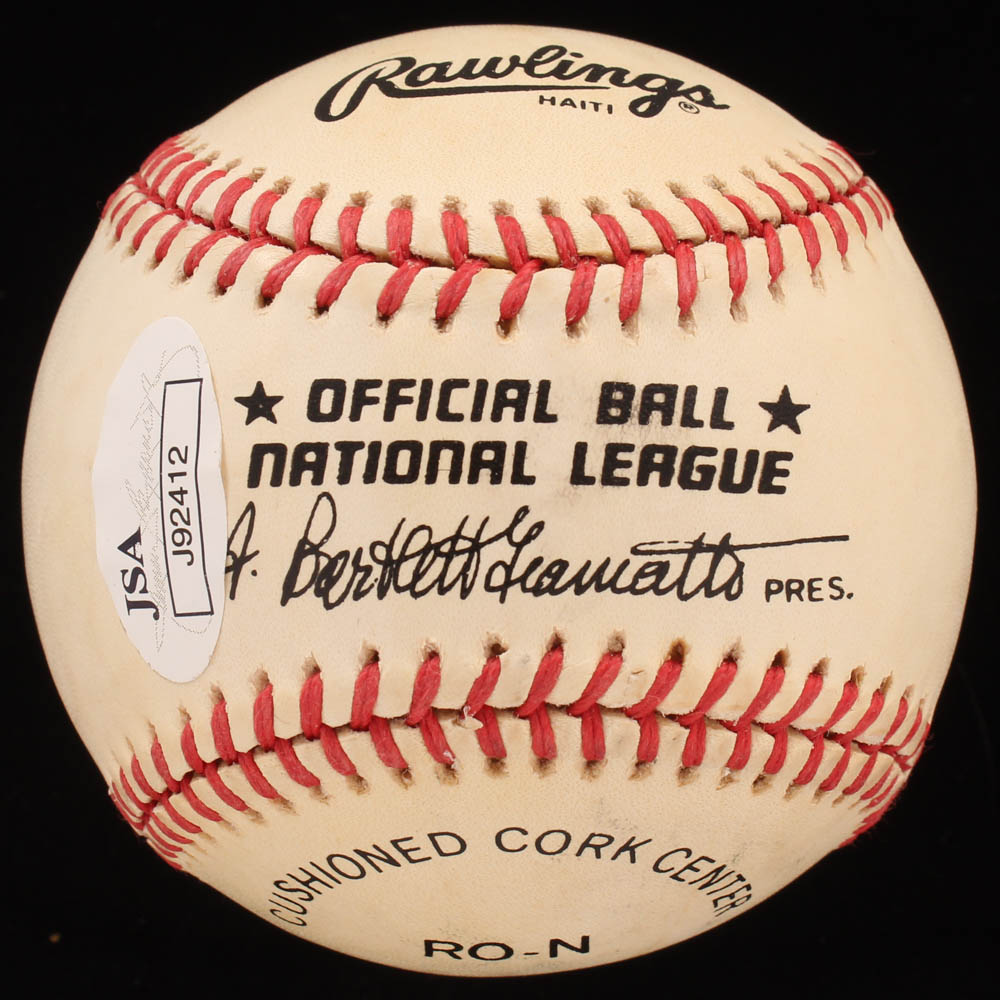 Rawlings ®
HAITI
★ OFFICIAL BALL ★
NATIONAL LEAGUE
A. Bartlett Giamatti PRES.
JSA
J92412
CUSHIONED CORK CENTER
RO-N